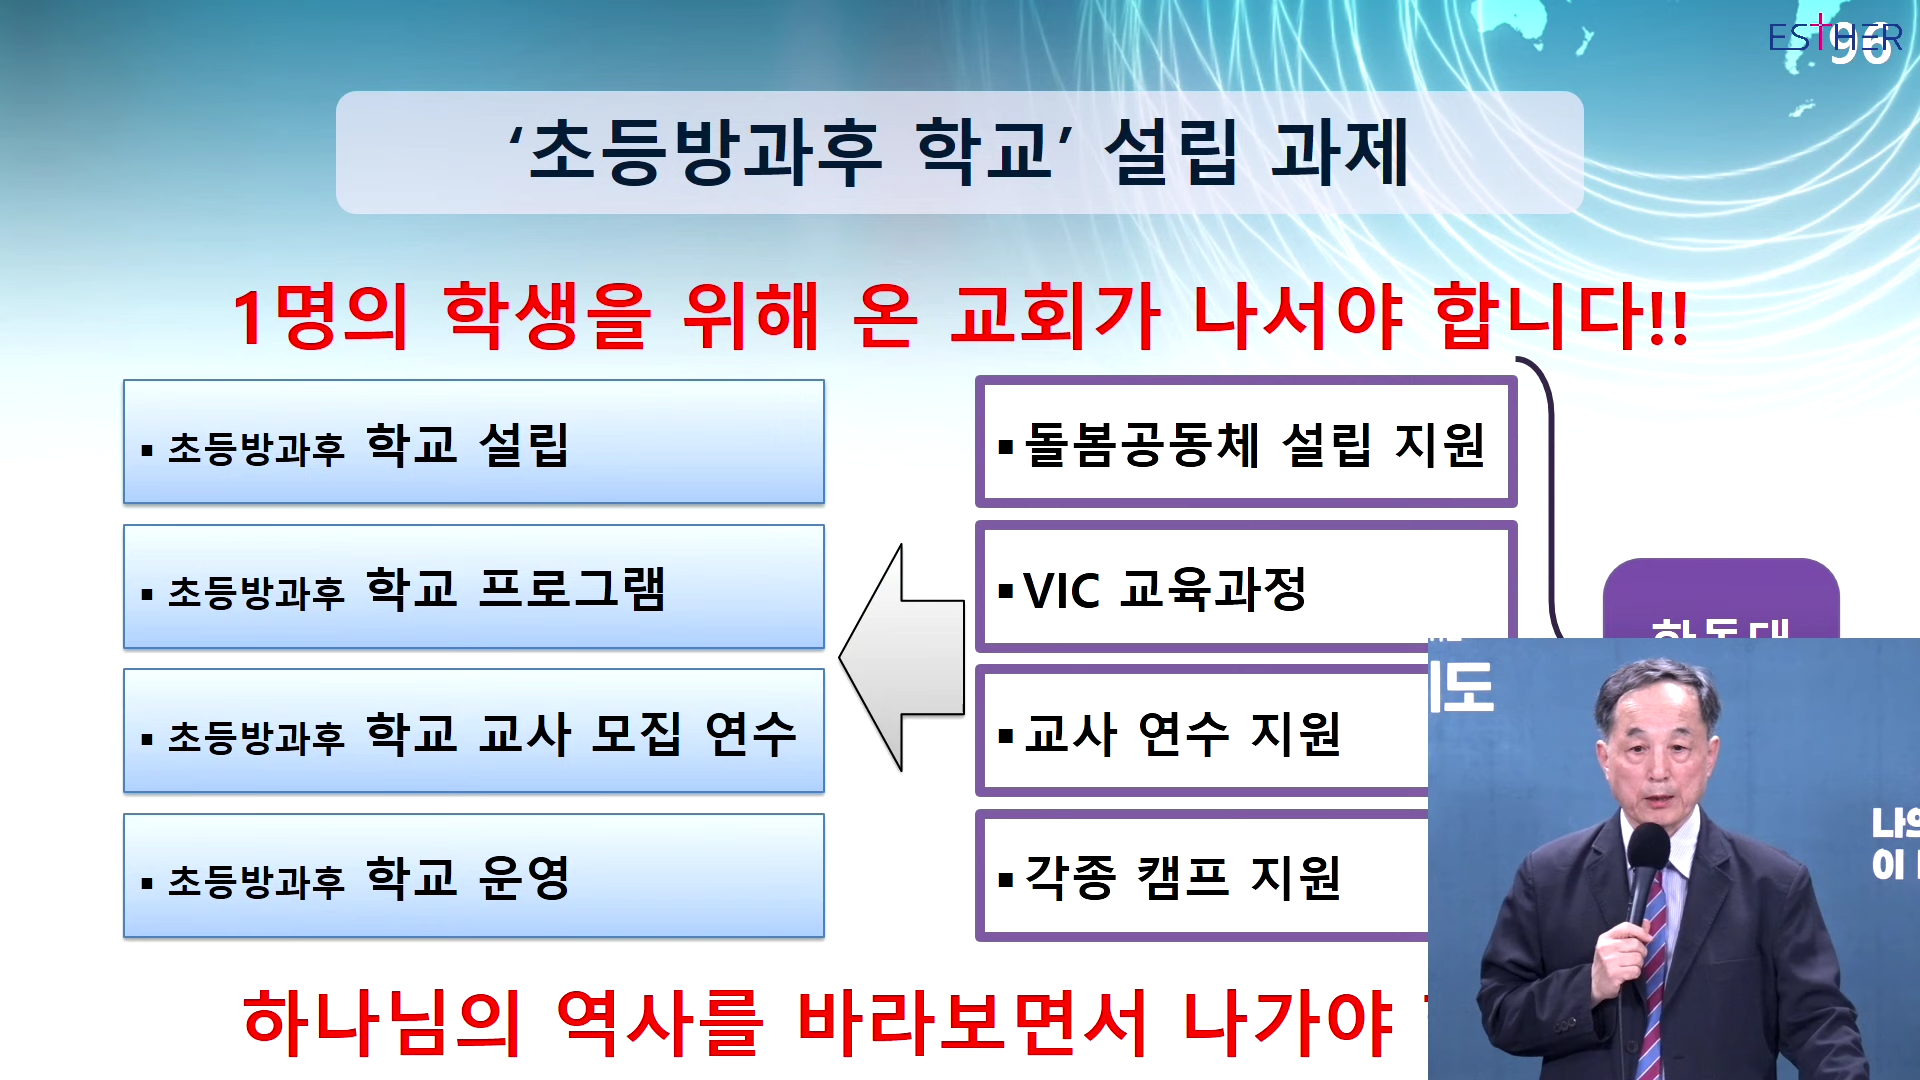 ESTHER
96
‘초등방과후 학교’ 설립 과제
1명의 학생을 위해 온 교회가 나서야 합니다!!
▪ 초등방과후 학교 설립
▪ 초등방과후 학교 프로그램
▪ 초등방과후 학교 교사 모집 연수
▪ 초등방과후 학교 운영
▪ 돌봄공동체 설립 지원
▪ VIC 교육과정
▪ 교사 연수 지원
▪ 각종 캠프 지원
하나님의 역사를 바라보면서 나가야
이